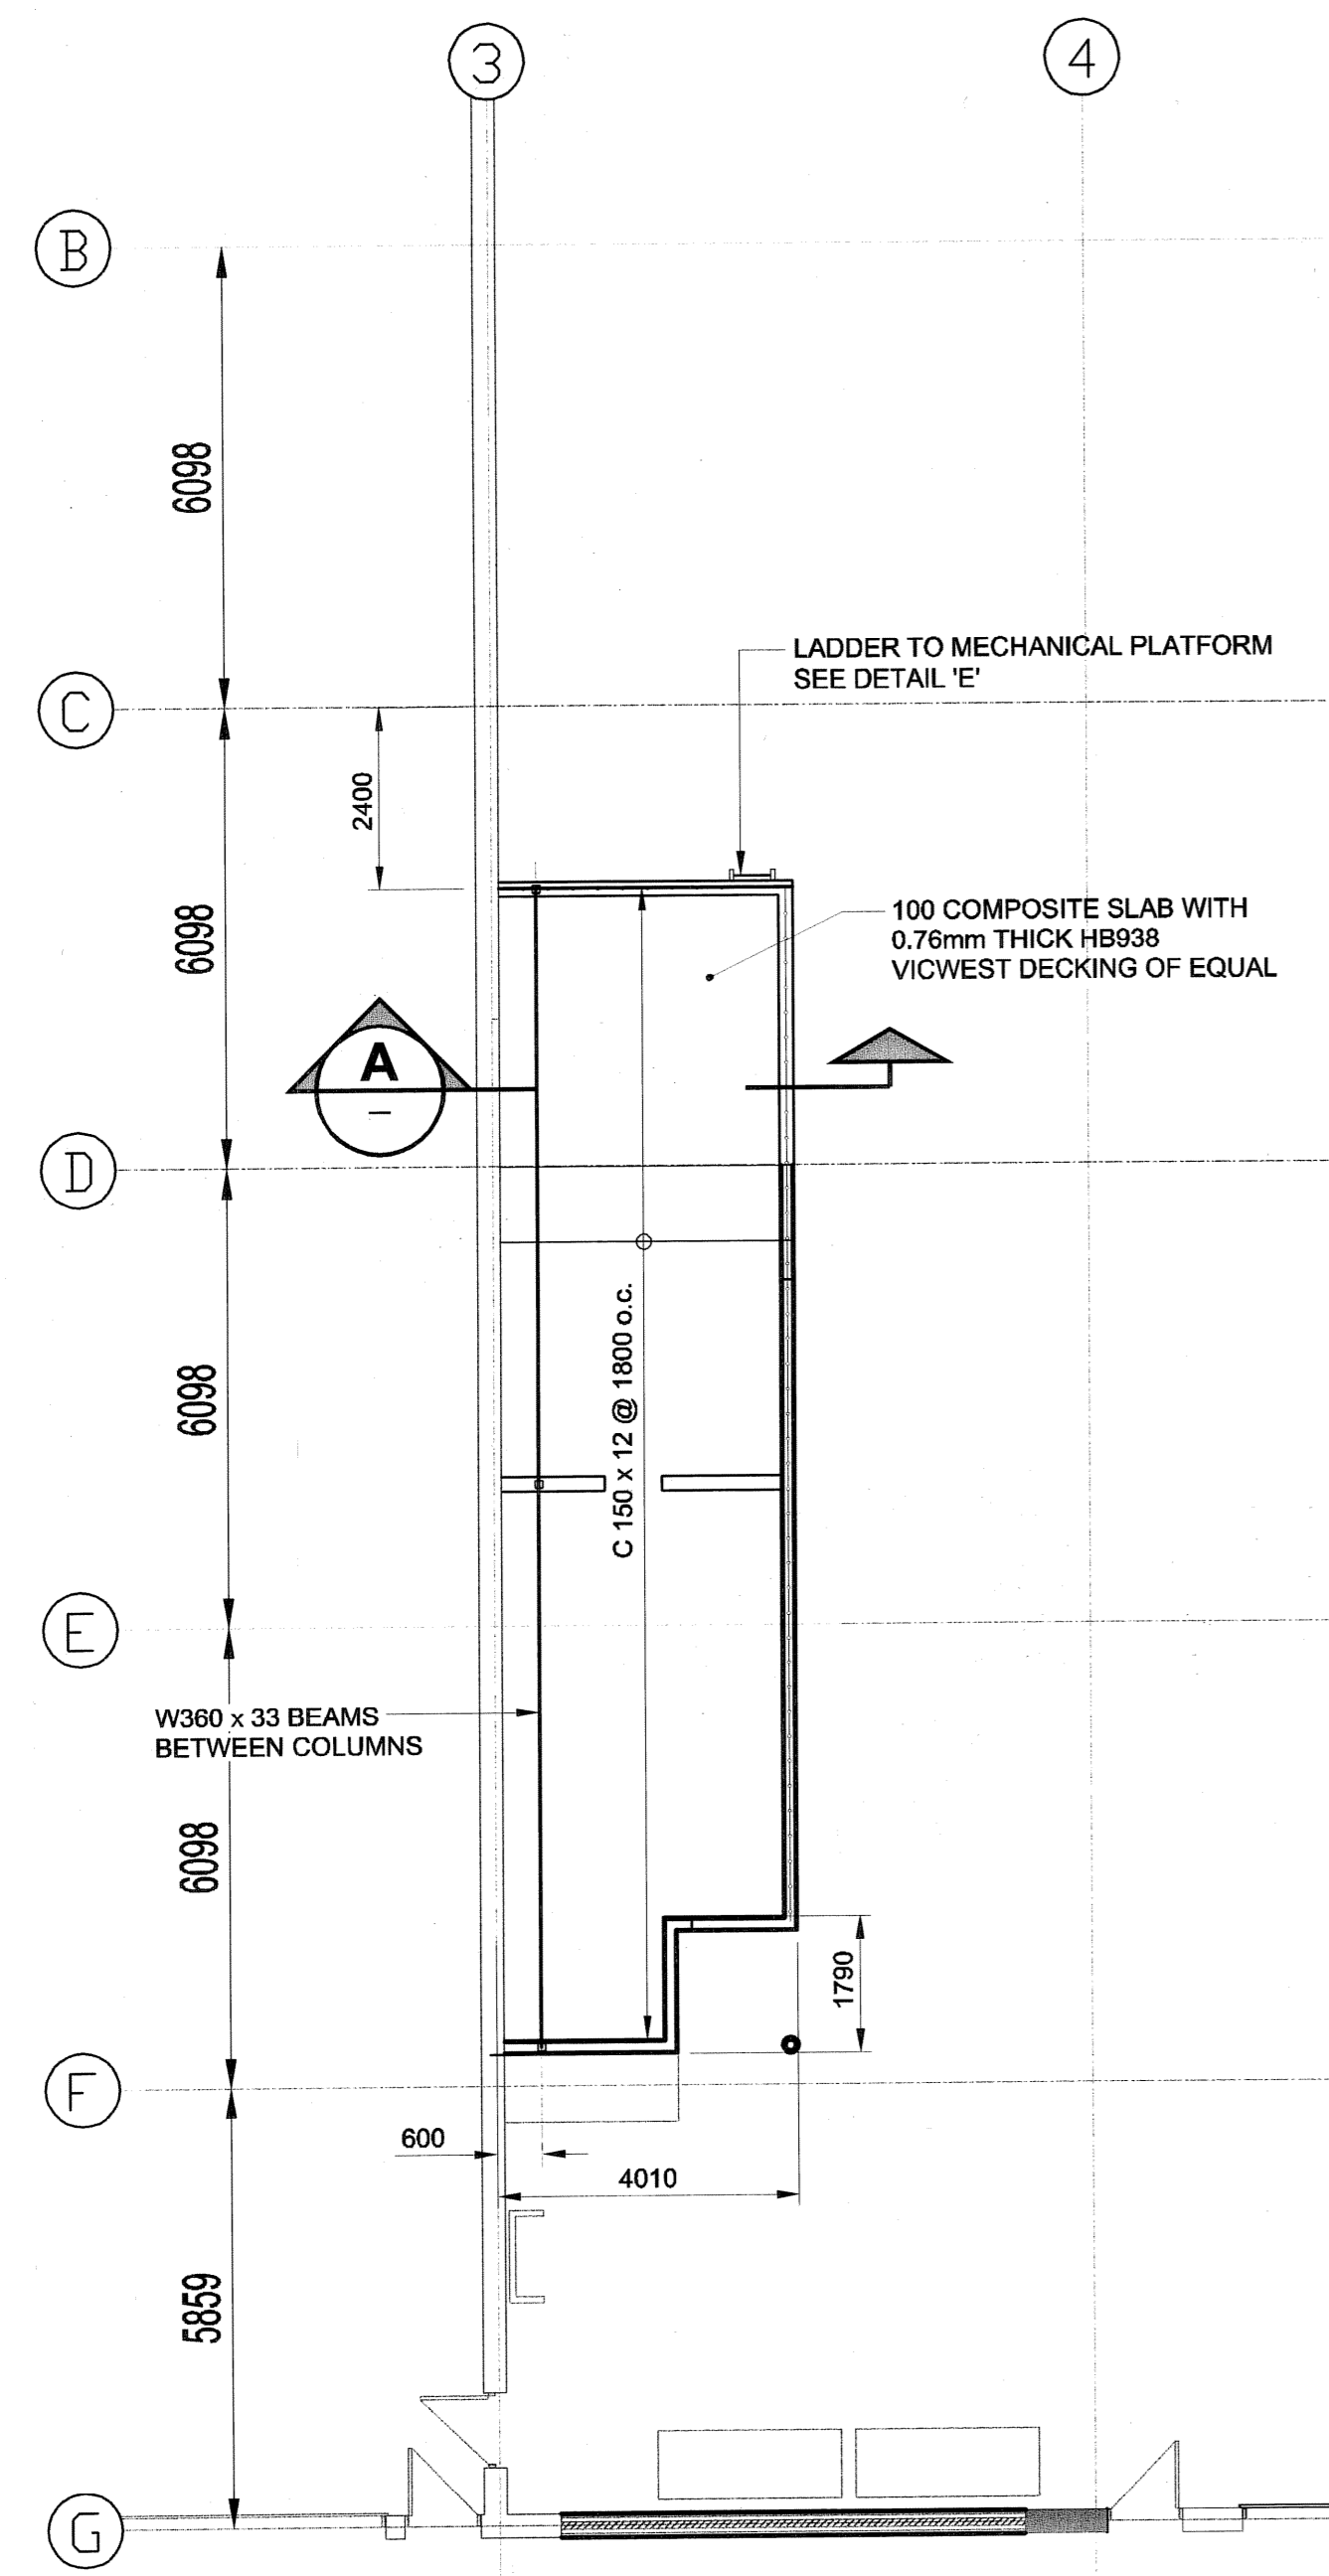 3
4
B
6098
LADDER TO MECHANICAL PLATFORM
SEE DETAIL 'E'
C
2400
100 COMPOSITE SLAB WITH
0.76mm THICK HB938
VICWEST DECKING OF EQUAL
6098
A
–
D
C 150 x 12 @ 1800 o.c.
6098
E
W360 x 33 BEAMS
BETWEEN COLUMNS
6098
1790
F
600
4010
5859
G